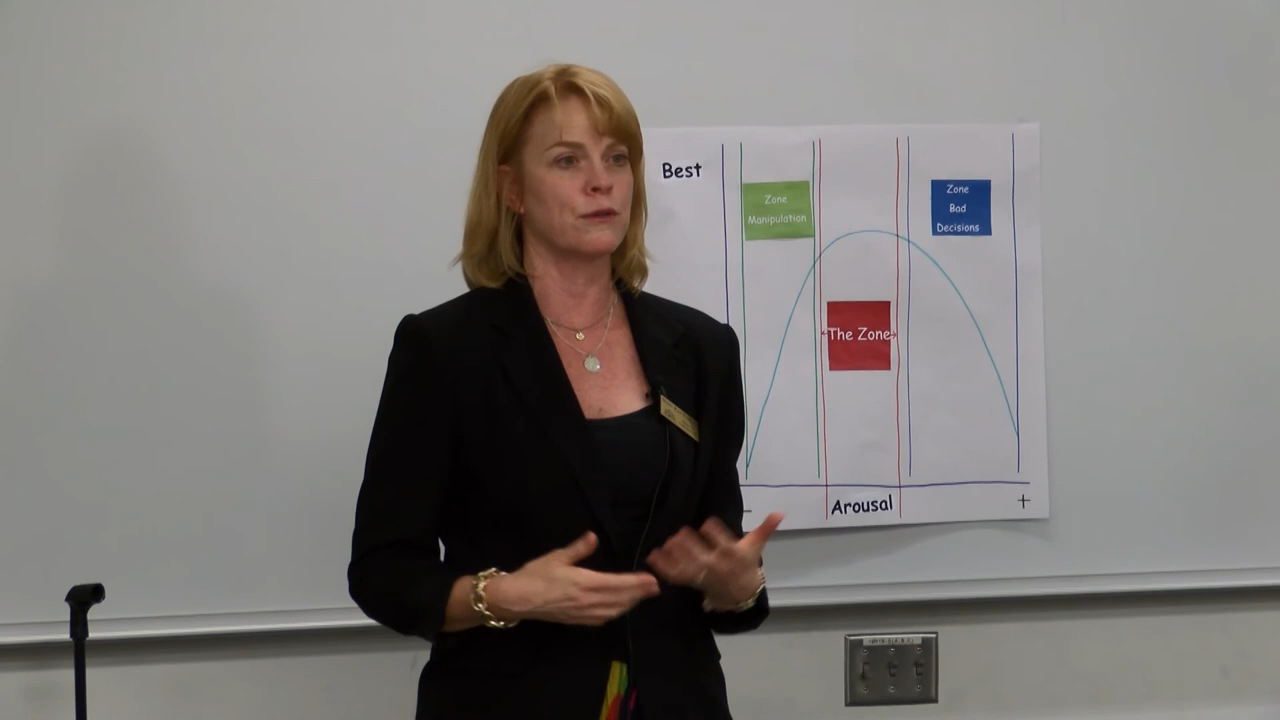 Best
Zone
Manipulation
Zone
Bad
Decisions
The Zone
- Arousal +